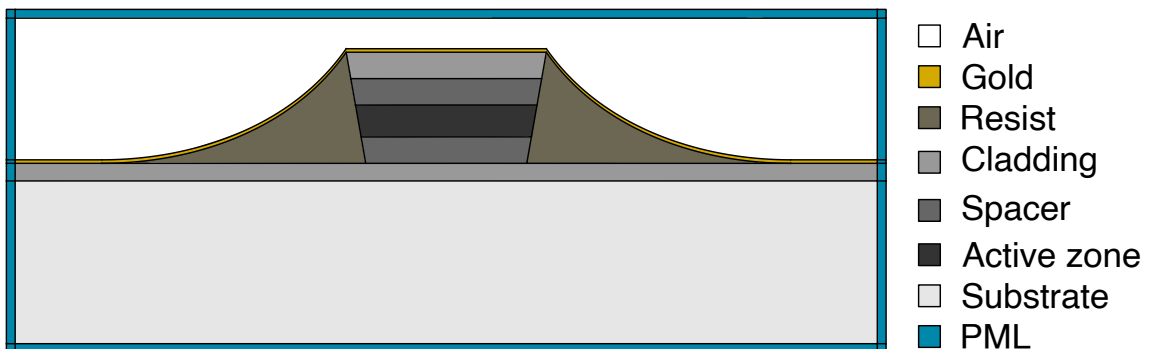 Air
Gold
Resist
Cladding
Spacer
Active zone
Substrate
PML